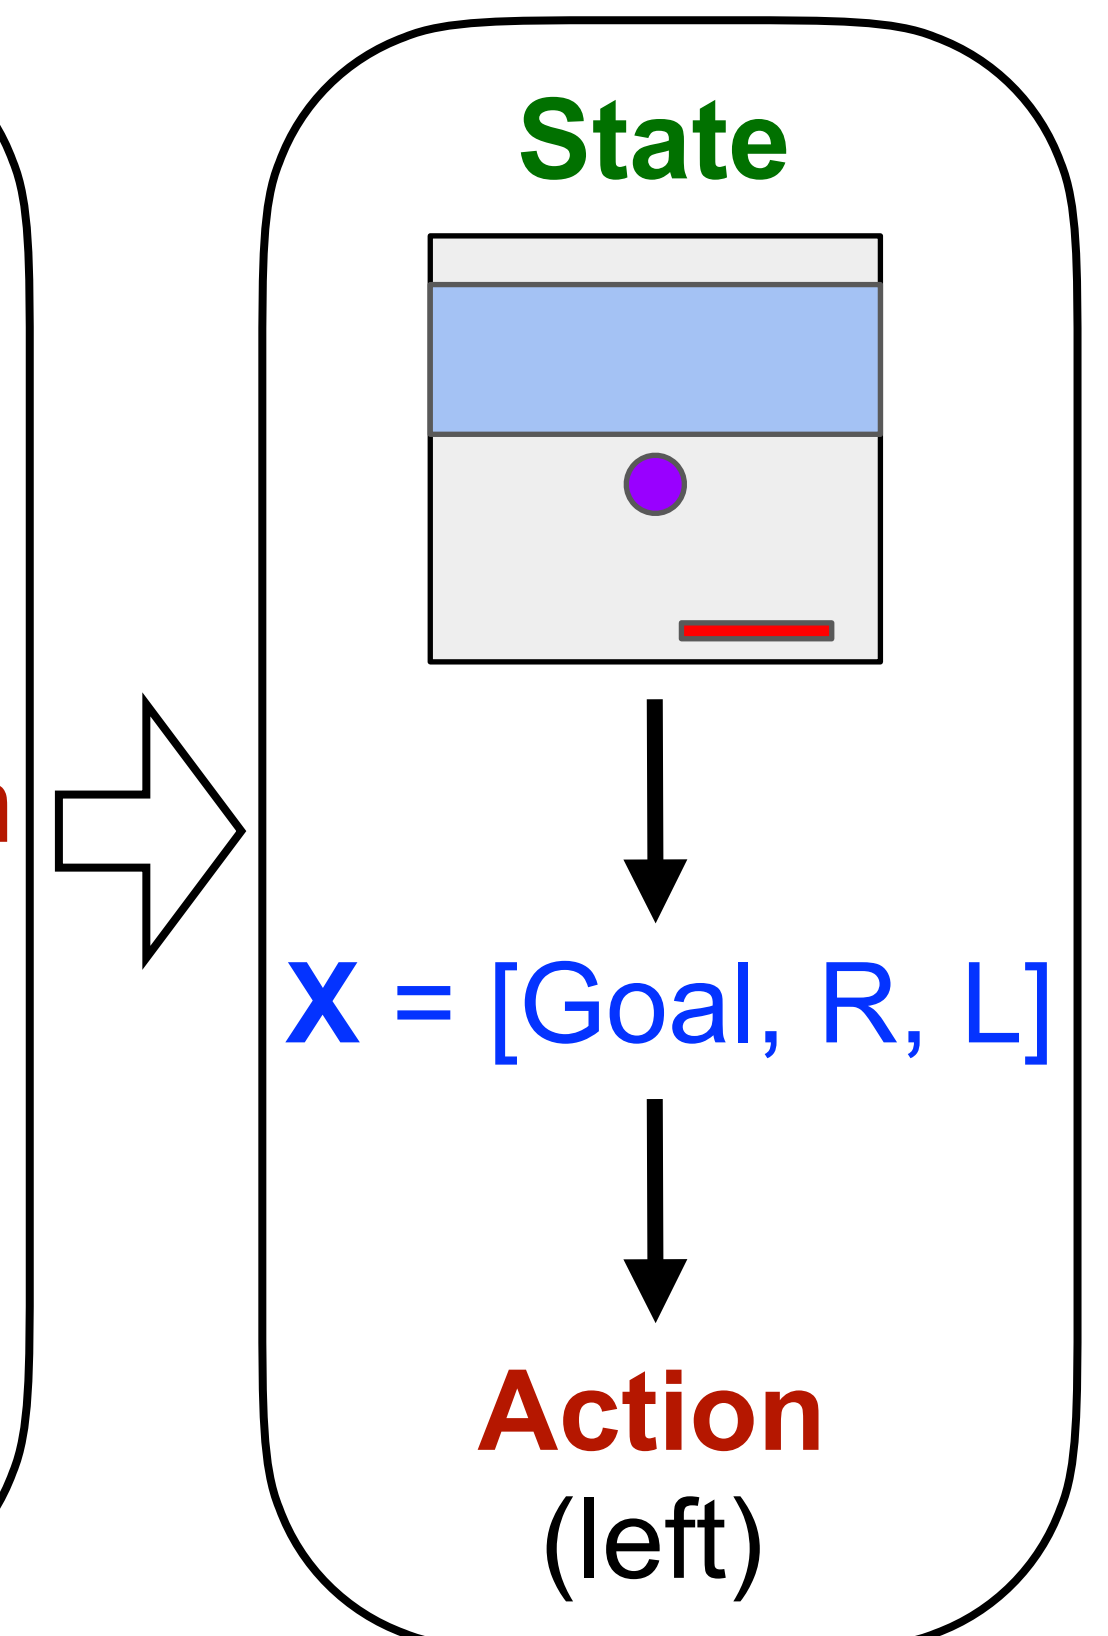 State
X = [Goal, R, L]
Action
(left)